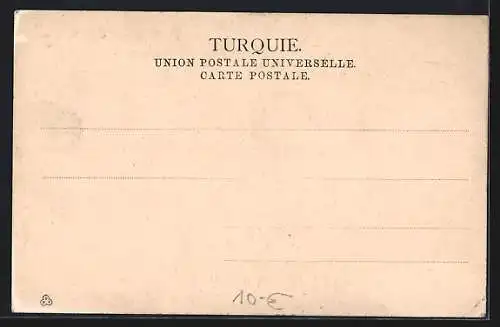 TURQUIE.
UNION POSTALE UNIVERSELLE.
CARTE POSTALE.
10-€